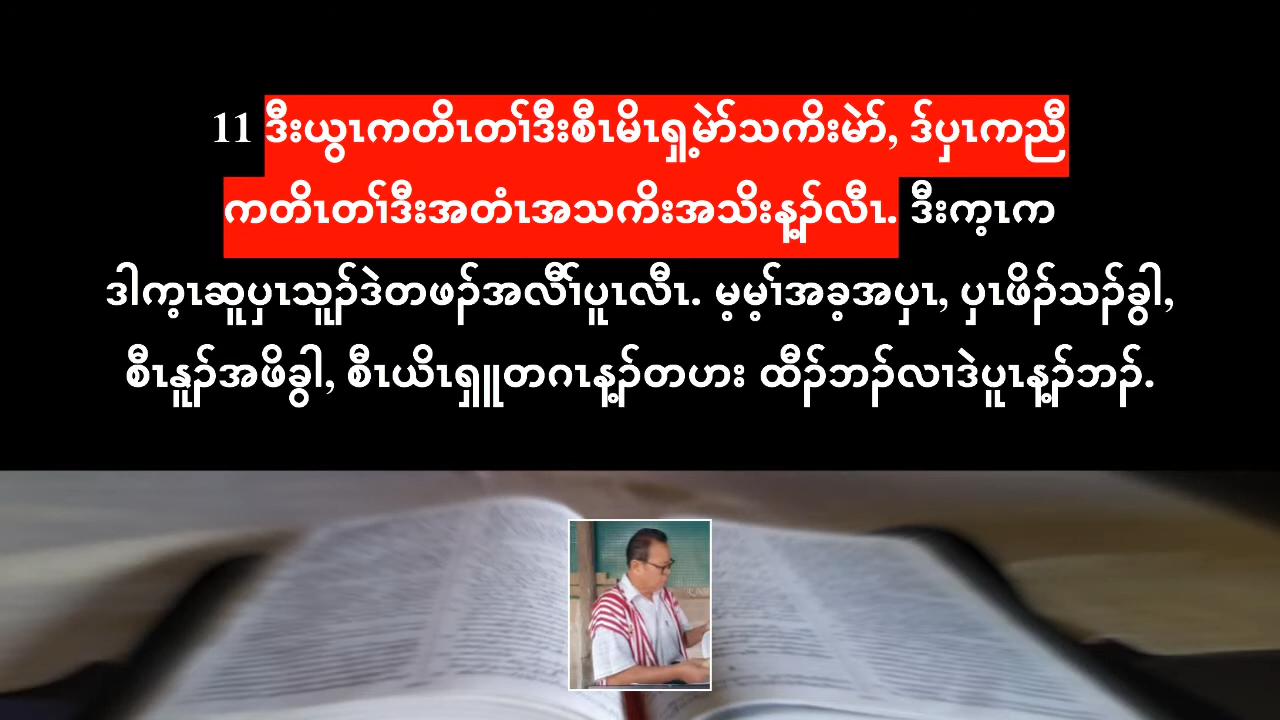 11 ဒီးယွၤကတိၤတၢ်ဒီးစီၤမိၤရှ့မဲာ်သကိးမဲာ်, ဒ်ပှၤကညီ
ကတိၤတၢ်ဒီးအတံၤအသကိးအသိးန့ၣ်လီၤ. ဒီးက့ၤက
ဒါက့ၤဆူပှၤသူၣ်ဒဲတဖၣ်အလီၢ်ပူၤလီၤ. မ့မ့ၢ်အခ့အပှၤ, ပှၤဖိၣ်သၣ်ခွါ,
စီၤနူၣ်အဖိခွါ, စီၤယိၤရှူတဂၤန့ၣ်တဟး ထီၣ်ဘၣ်လၢဒဲပူၤန့ၣ်ဘၣ်.